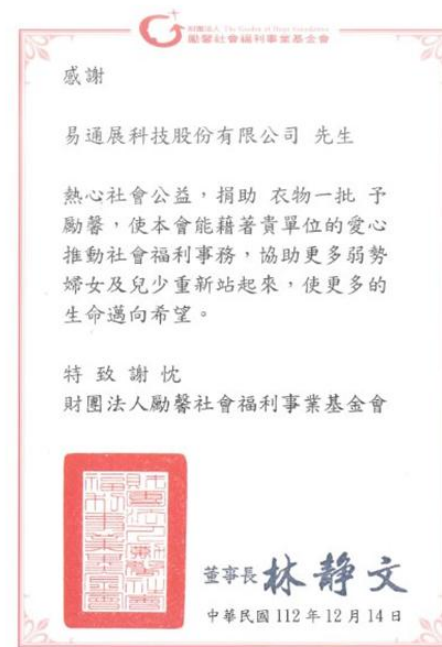 財團法人 The Garden of Hope Foundation
勵馨社會福利事業基金會
感謝
易通展科技股份有限公司 先生
熱心社會公益，捐助 衣物一批 予
勵馨，使本會能藉著貴單位的愛心
推動社會福利事務，協助更多弱勢
婦女及兒少重新站起來，使更多的
生命邁向希望。
特致謝忱
財團法人勵馨社會福利事業基金會
董事長 林靜文
中華民國 112 年 12 月 14 日